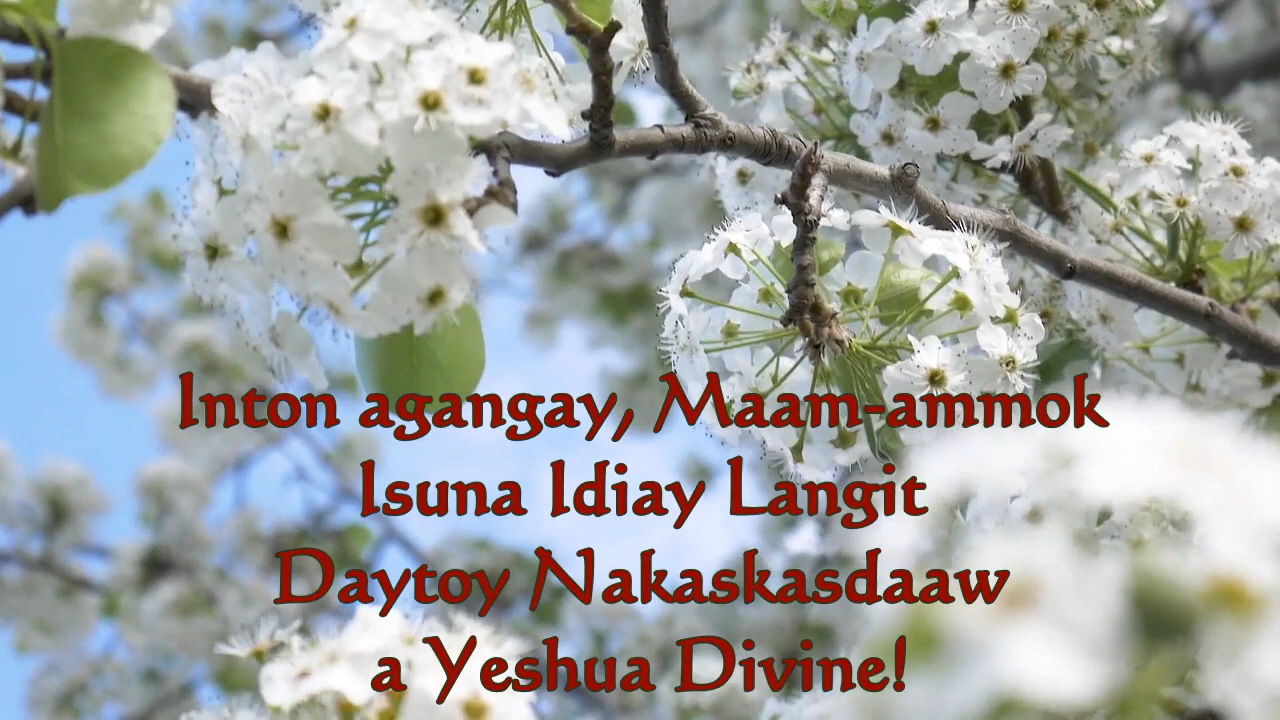 Inton agangay, Maam-ammok
Isuna Idiay Langit
Daytoy Nakaskasdaaw
a Yeshua Divine!